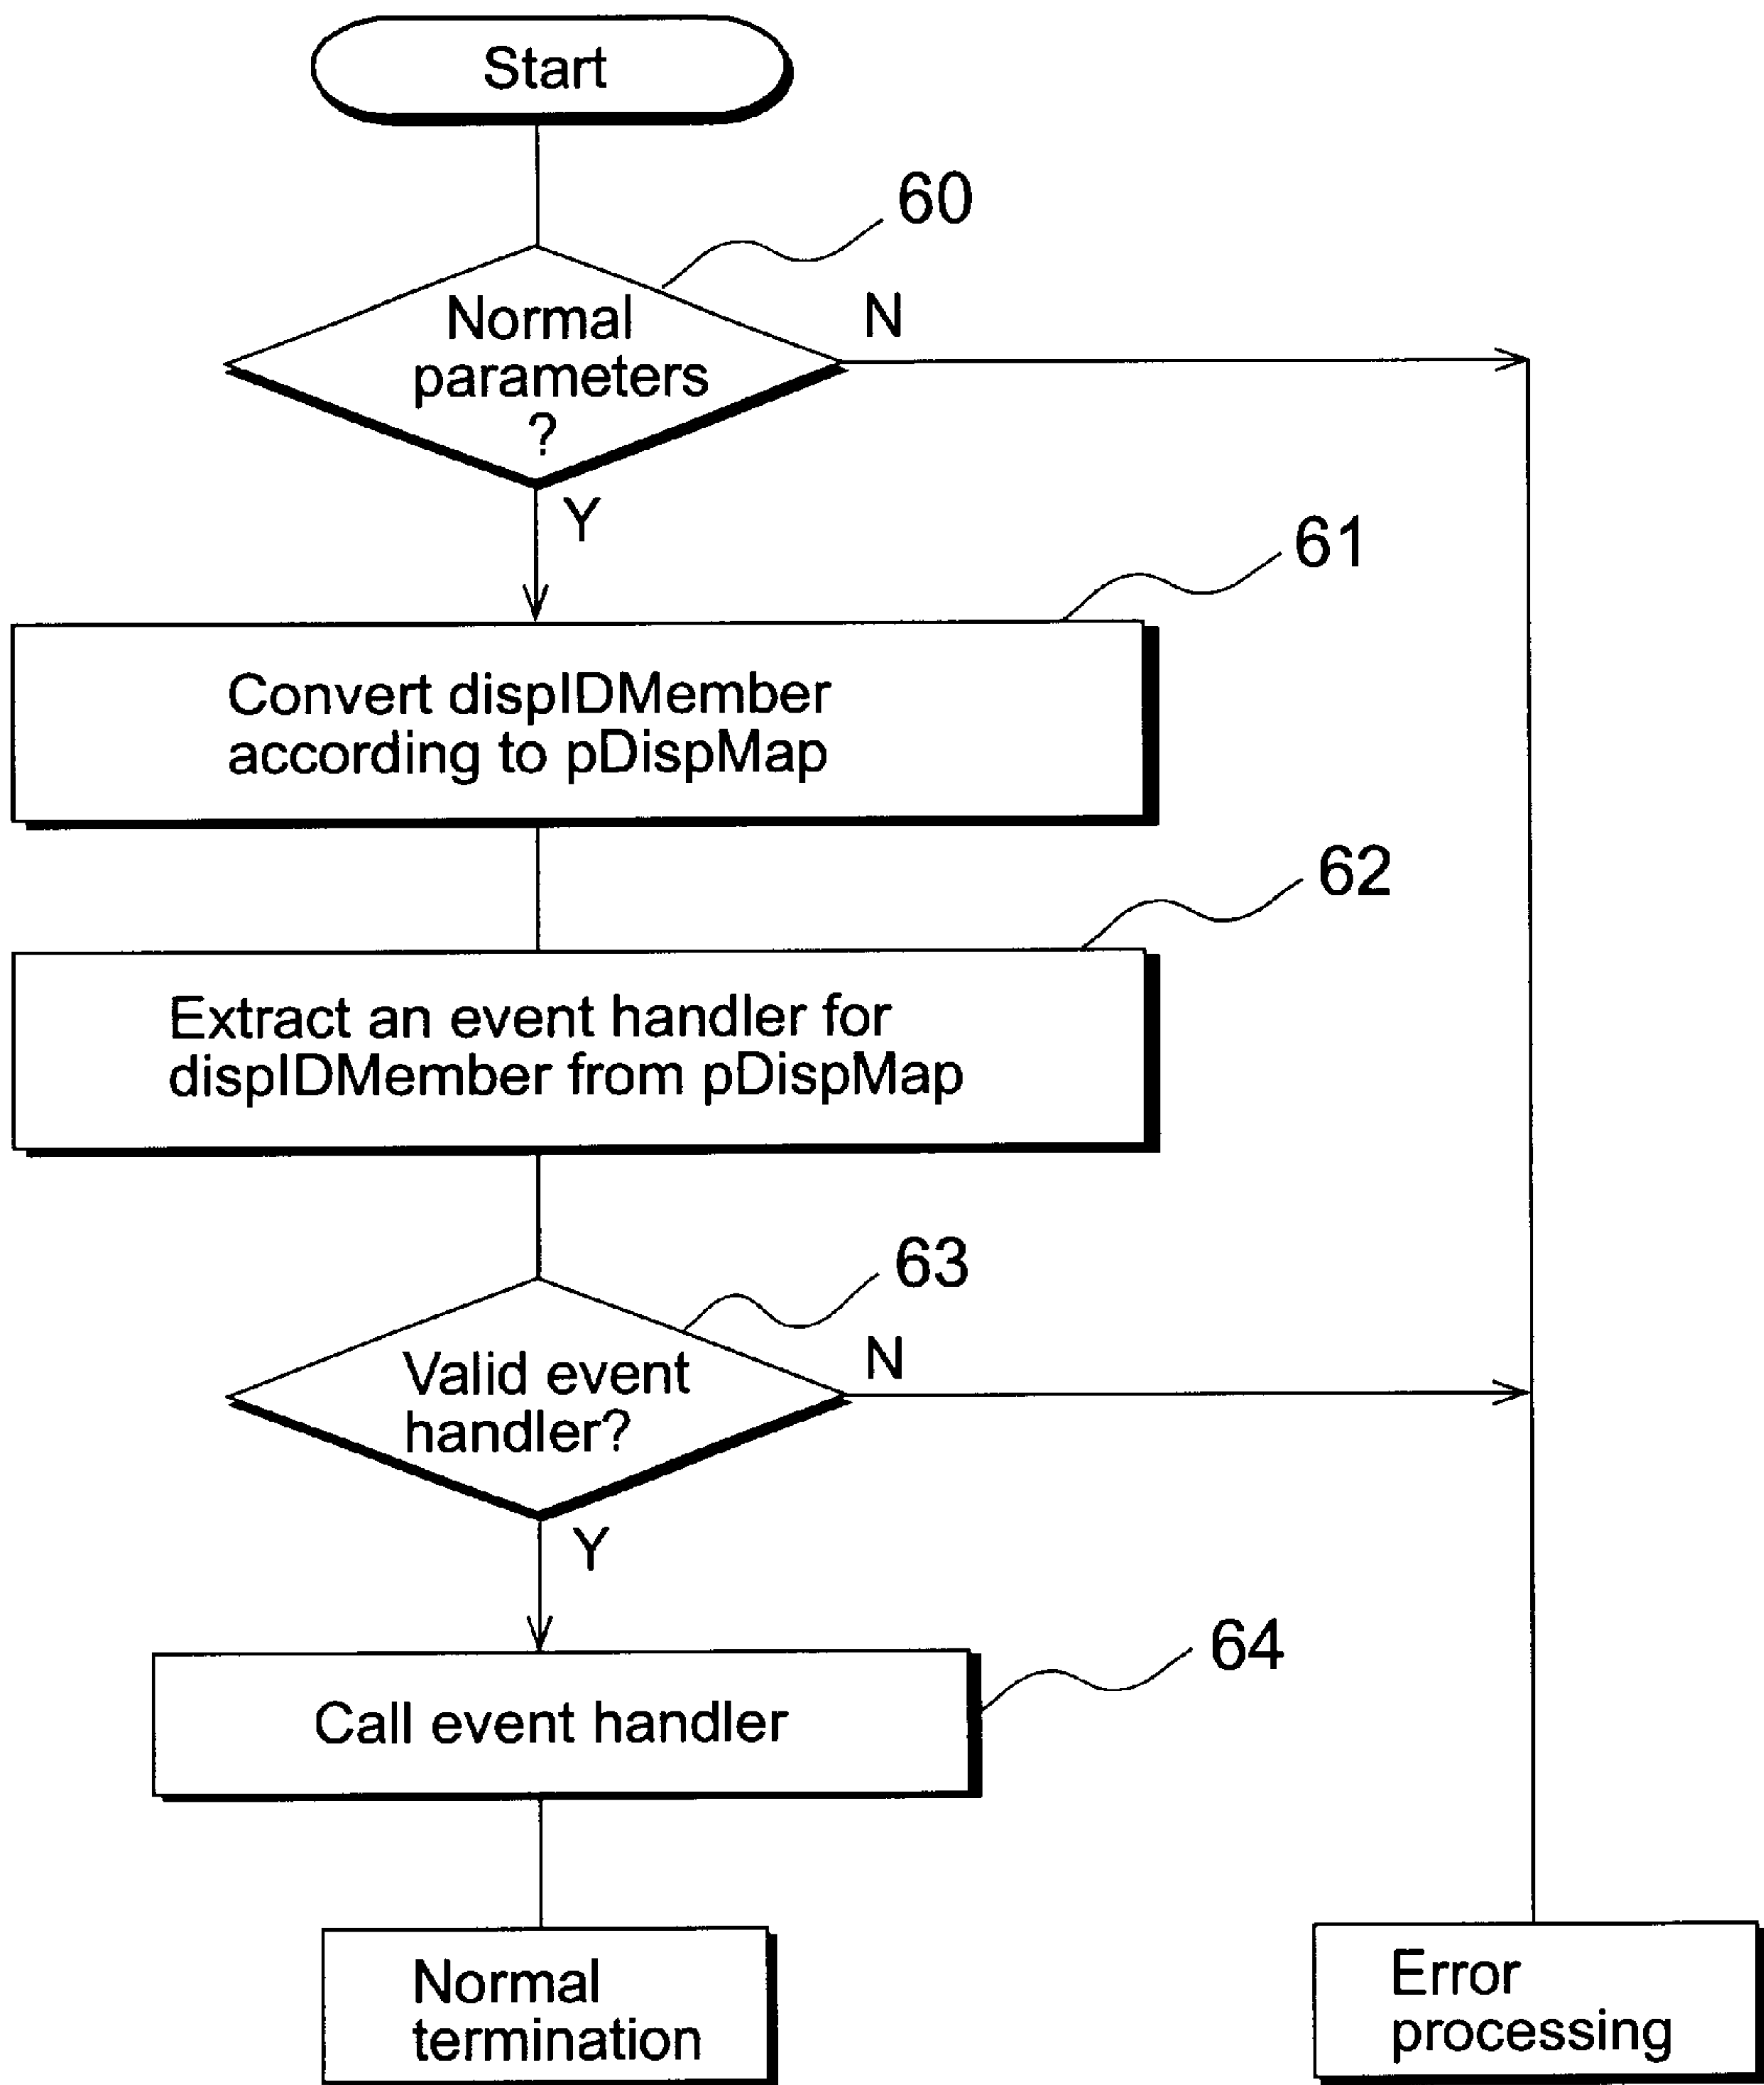 Start
60
Normal
parameters
?
N
Y
61
Convert dispIDMember
according to pDispMap
62
Extract an event handler for
dispIDMember from pDispMap
63
Valid event
handler?
N
Y
64
Call event handler
Normal
termination
Error
processing